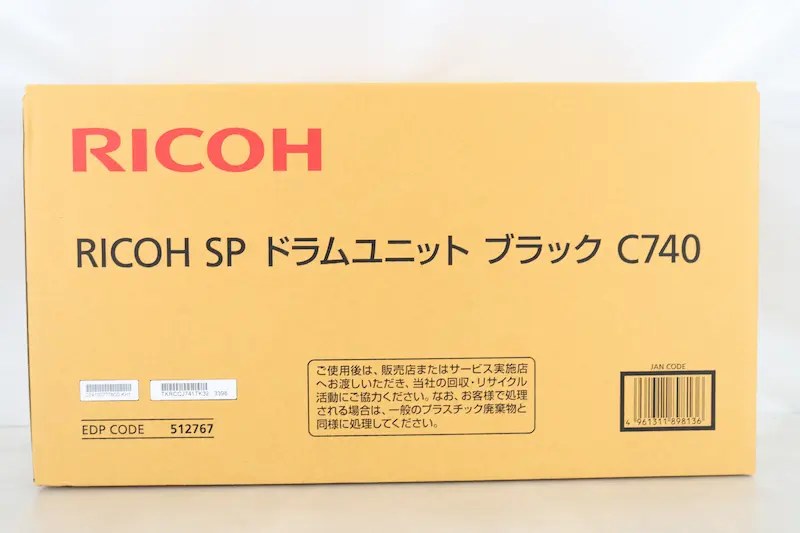 RICOH
RICOH SP ドラムユニット ブラック C740
ご使用後は、販売店またはサービス実施店
へお渡しいただき、当社の回収・リサイクル
活動にご協力ください。なお、お客様で処理
される場合は、一般のプラスチック廃棄物と
同様に処理してください。
EDP CODE 512767
JAN CODE
4 961311 898136